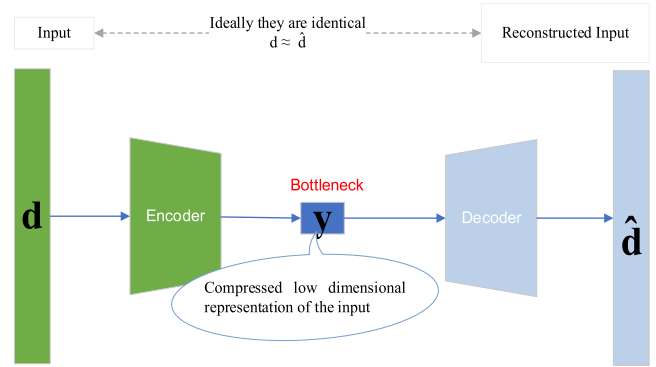 Input
Ideally they are identical
d ≈ d̂
Reconstructed Input
d
Encoder
Bottleneck
y
Decoder
d̂
Compressed low dimensional
representation of the input